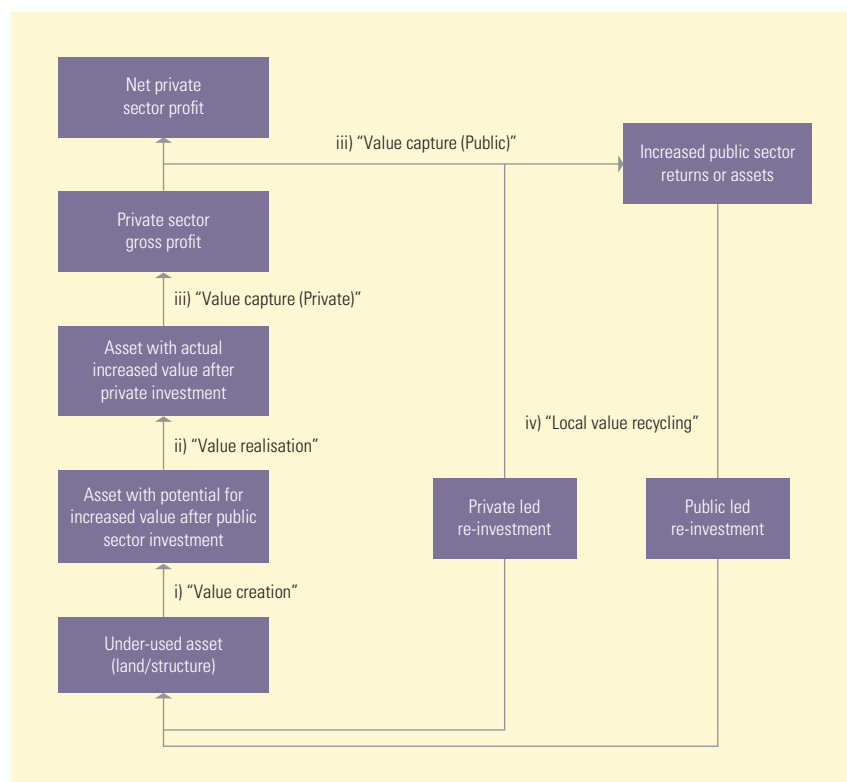 Net private
sector profit
iii) “Value capture (Public)”
Increased public sector
returns or assets
Private sector
gross profit
iii) “Value capture (Private)”
Asset with actual
increased value after
private investment
iv) “Local value recycling”
ii) “Value realisation”
Asset with potential for
increased value after public
sector investment
Private led
re-investment
Public led
re-investment
i) “Value creation”
Under-used asset
(land/structure)